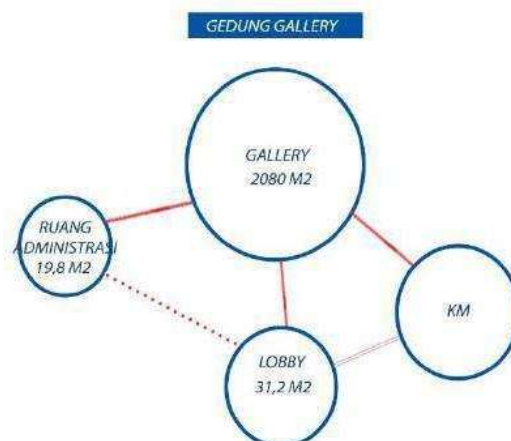 GEDUNG GALLERY
GALLERY
2080 M2
RUANG
ADMINISTRASI
19,8 M2
KM
LOBBY
31,2 M2